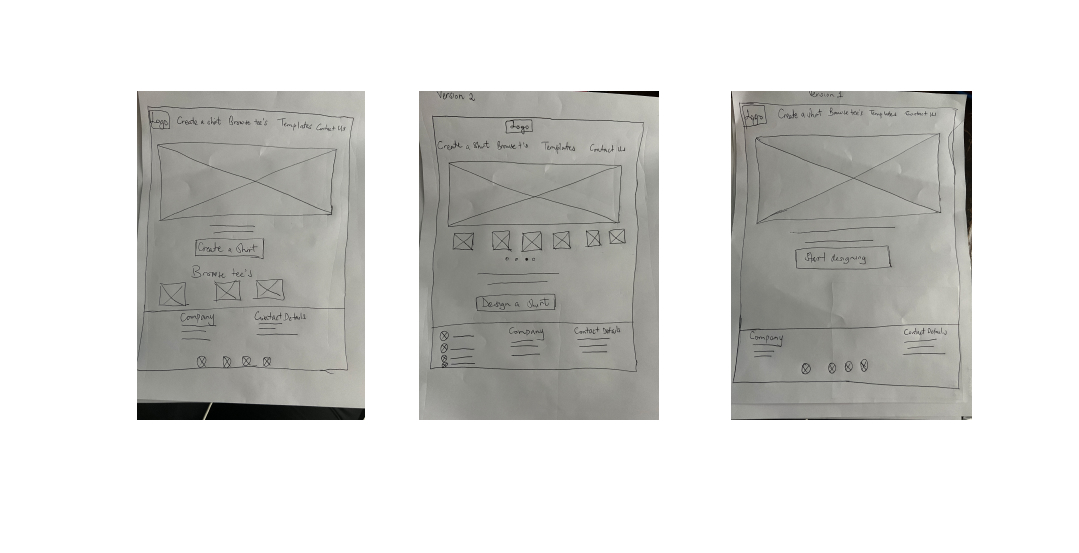 Logo Create a shirt Browse tee's Templates Contact Us
Create a Shirt
Browse tee's
Company Contact Details
Version 2
Logo
Create a Shirt Browse t's Templates Contact Us
Design a Shirt
Company Contact Details
Version 1
Logo Create a shirt Browse tee's Templates Contact Us
Start designing
Company Contact Details